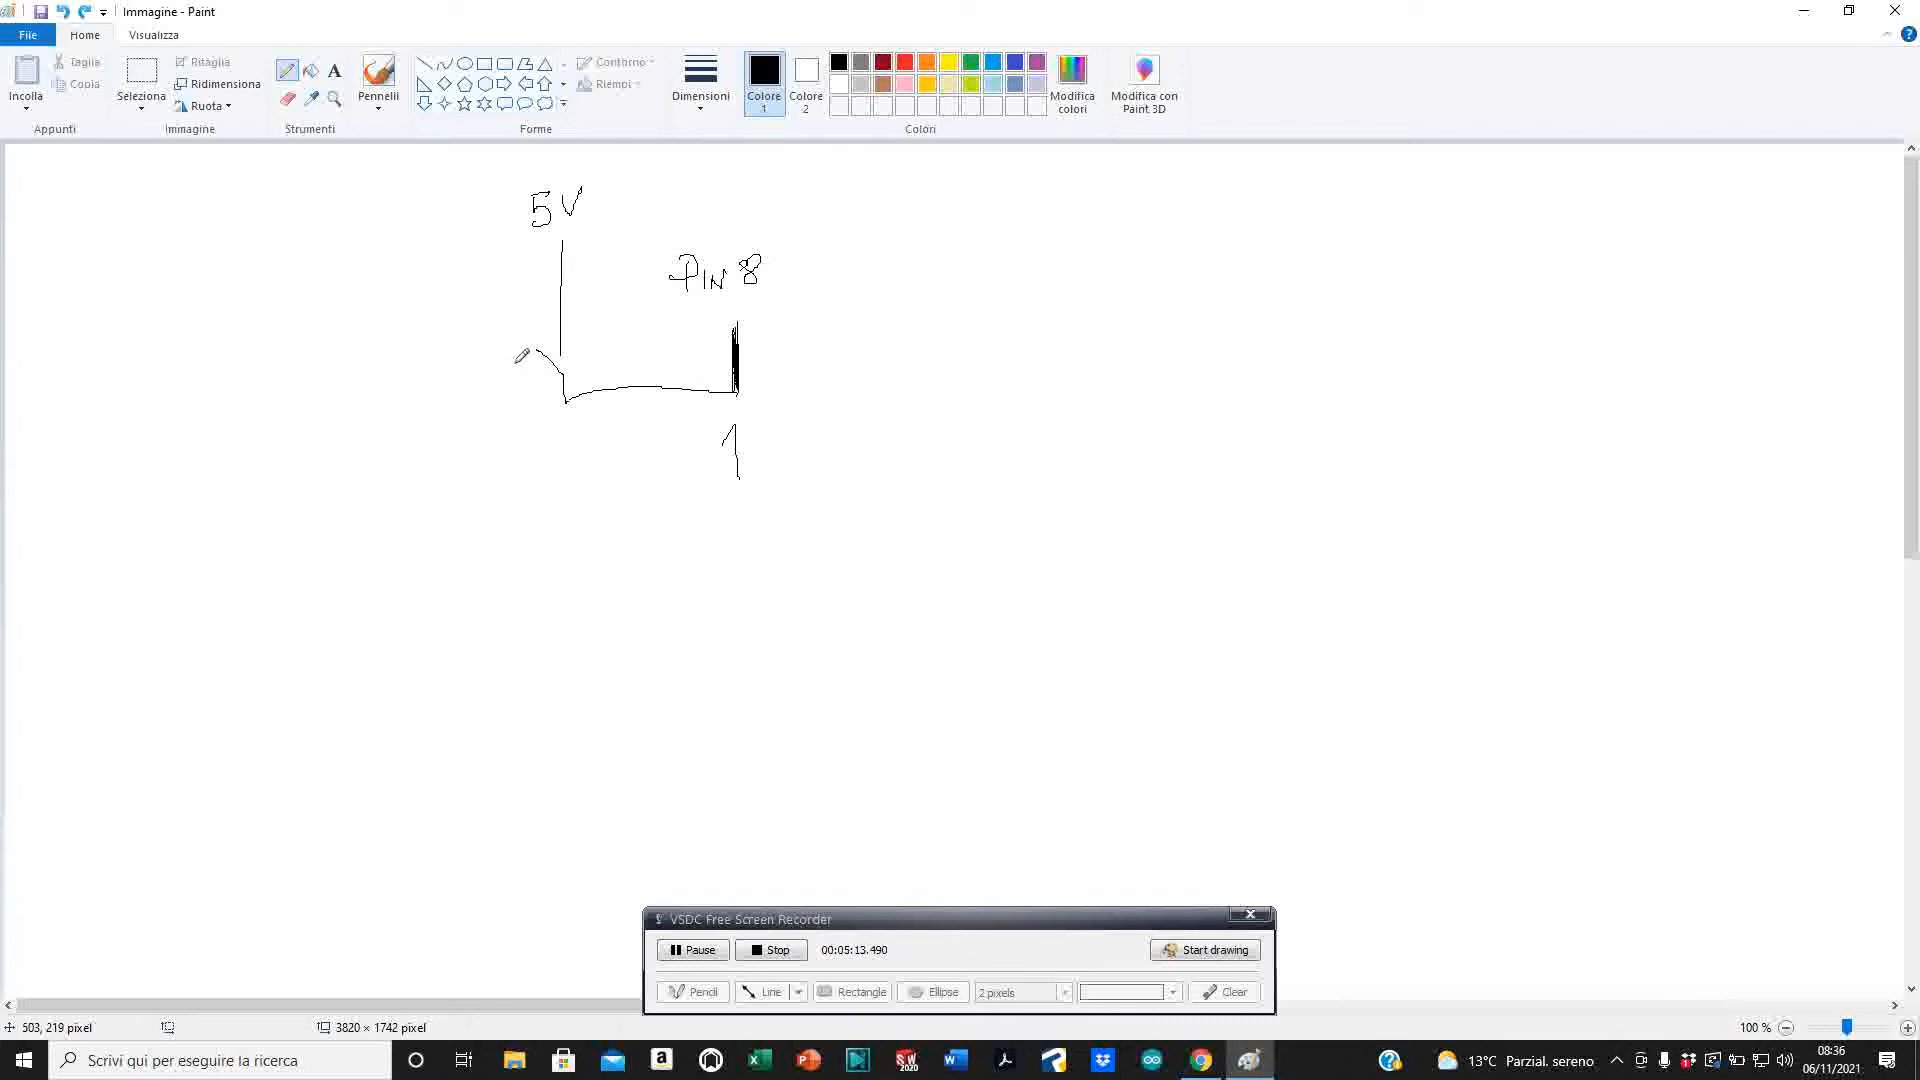 Immagine - Paint
File Home Visualizza
Incolla
Taglia
Copia
Appunti
Seleziona
Ritaglia
Ridimensiona
Ruota
Immagine
A
Strumenti
Pennelli
Contorno
Riempi
Forme
Dimensioni
Colore
1
Colore
2
Modifica
colori
Colori
Modifica con
Paint 3D
5V
PIN 8
1
VSDC Free Screen Recorder
Pause Stop 00:05:13.490 Start drawing
Pencil Line Rectangle Ellipse 2 pixels Clear
503, 219 pixel 3820 × 1742 pixel 100 %
Scrivi qui per eseguire la ricerca
13°C Parzial. sereno
08:36
06/11/2021